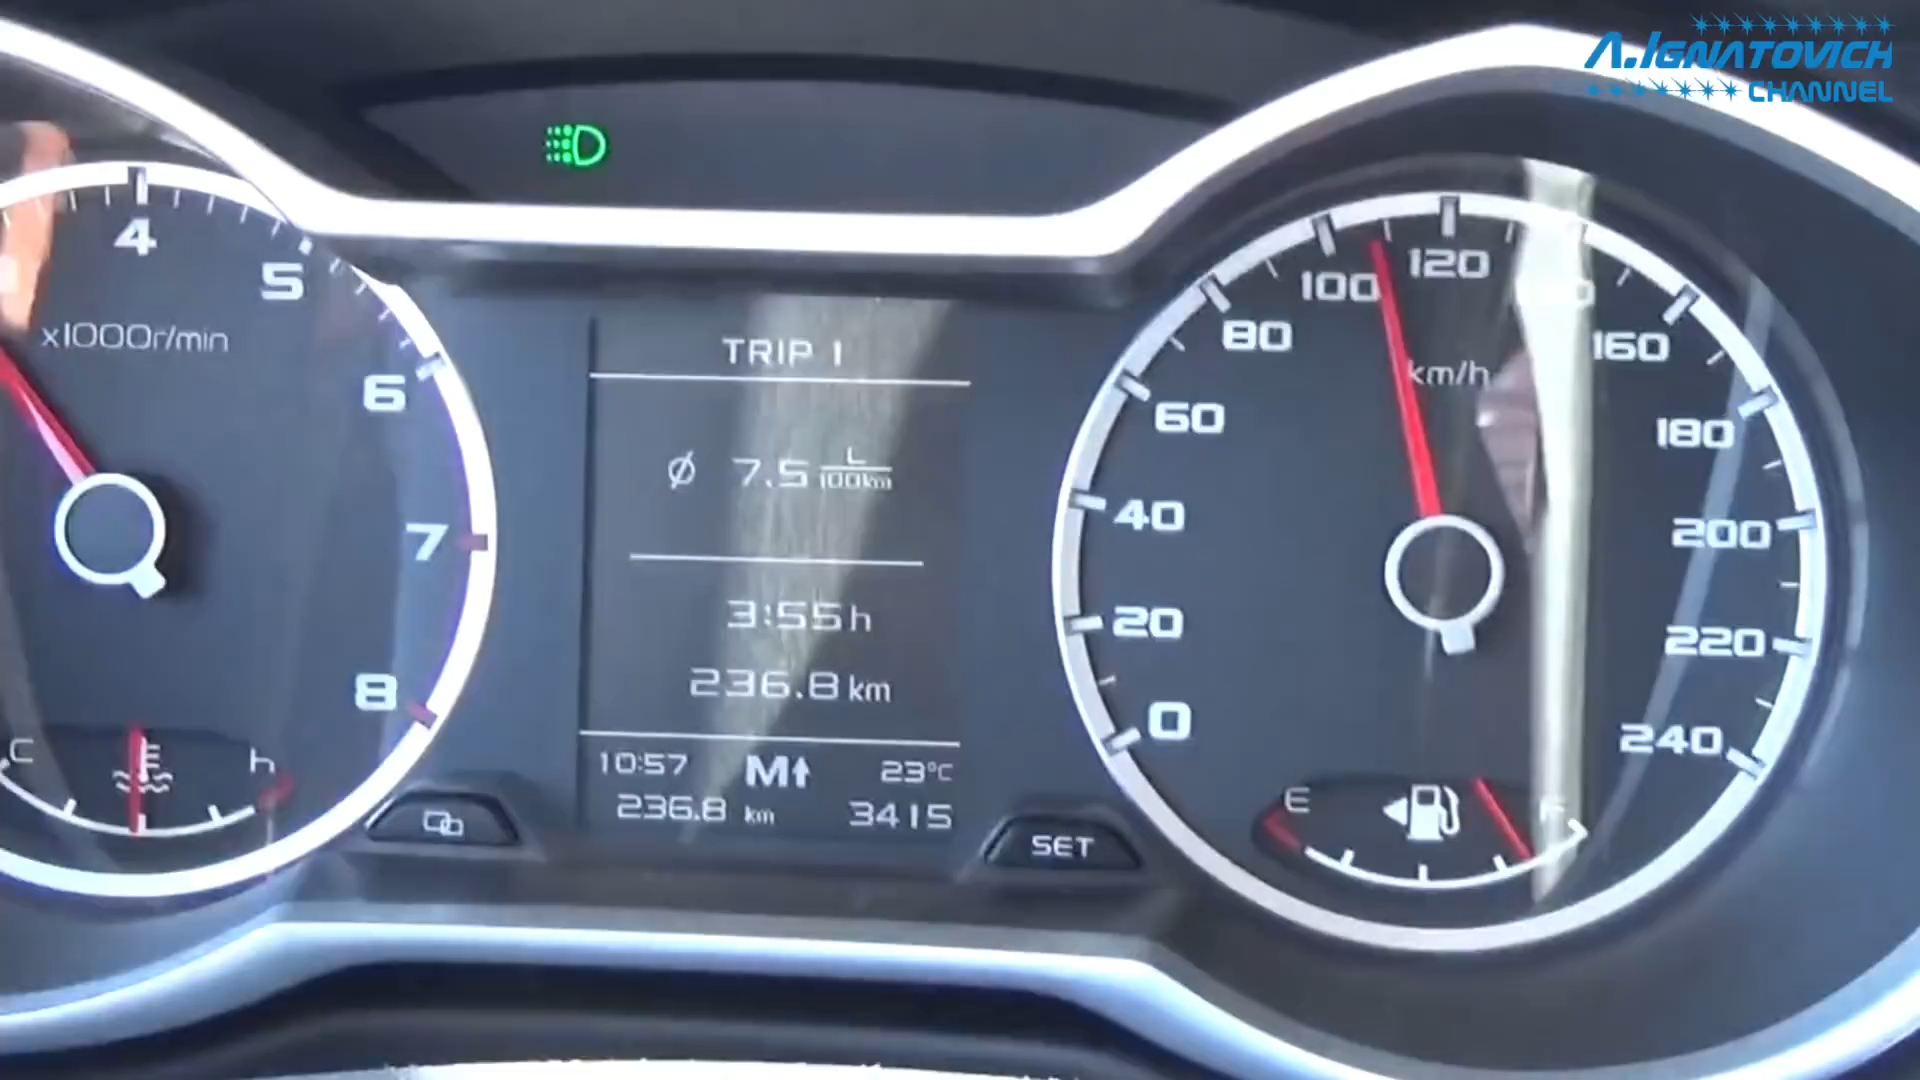 A.IGNATOVICH
CHANNEL
4
5
x1000r/min
6
7
8
C
E
h
TRIP 1
Ø 7.5 L/100km
3:55 h
236.8 km
10:57 M 23°C
236.8 km 3415
SET
0
20
40
60
80
100
120
160
180
200
220
240
km/h
E
F